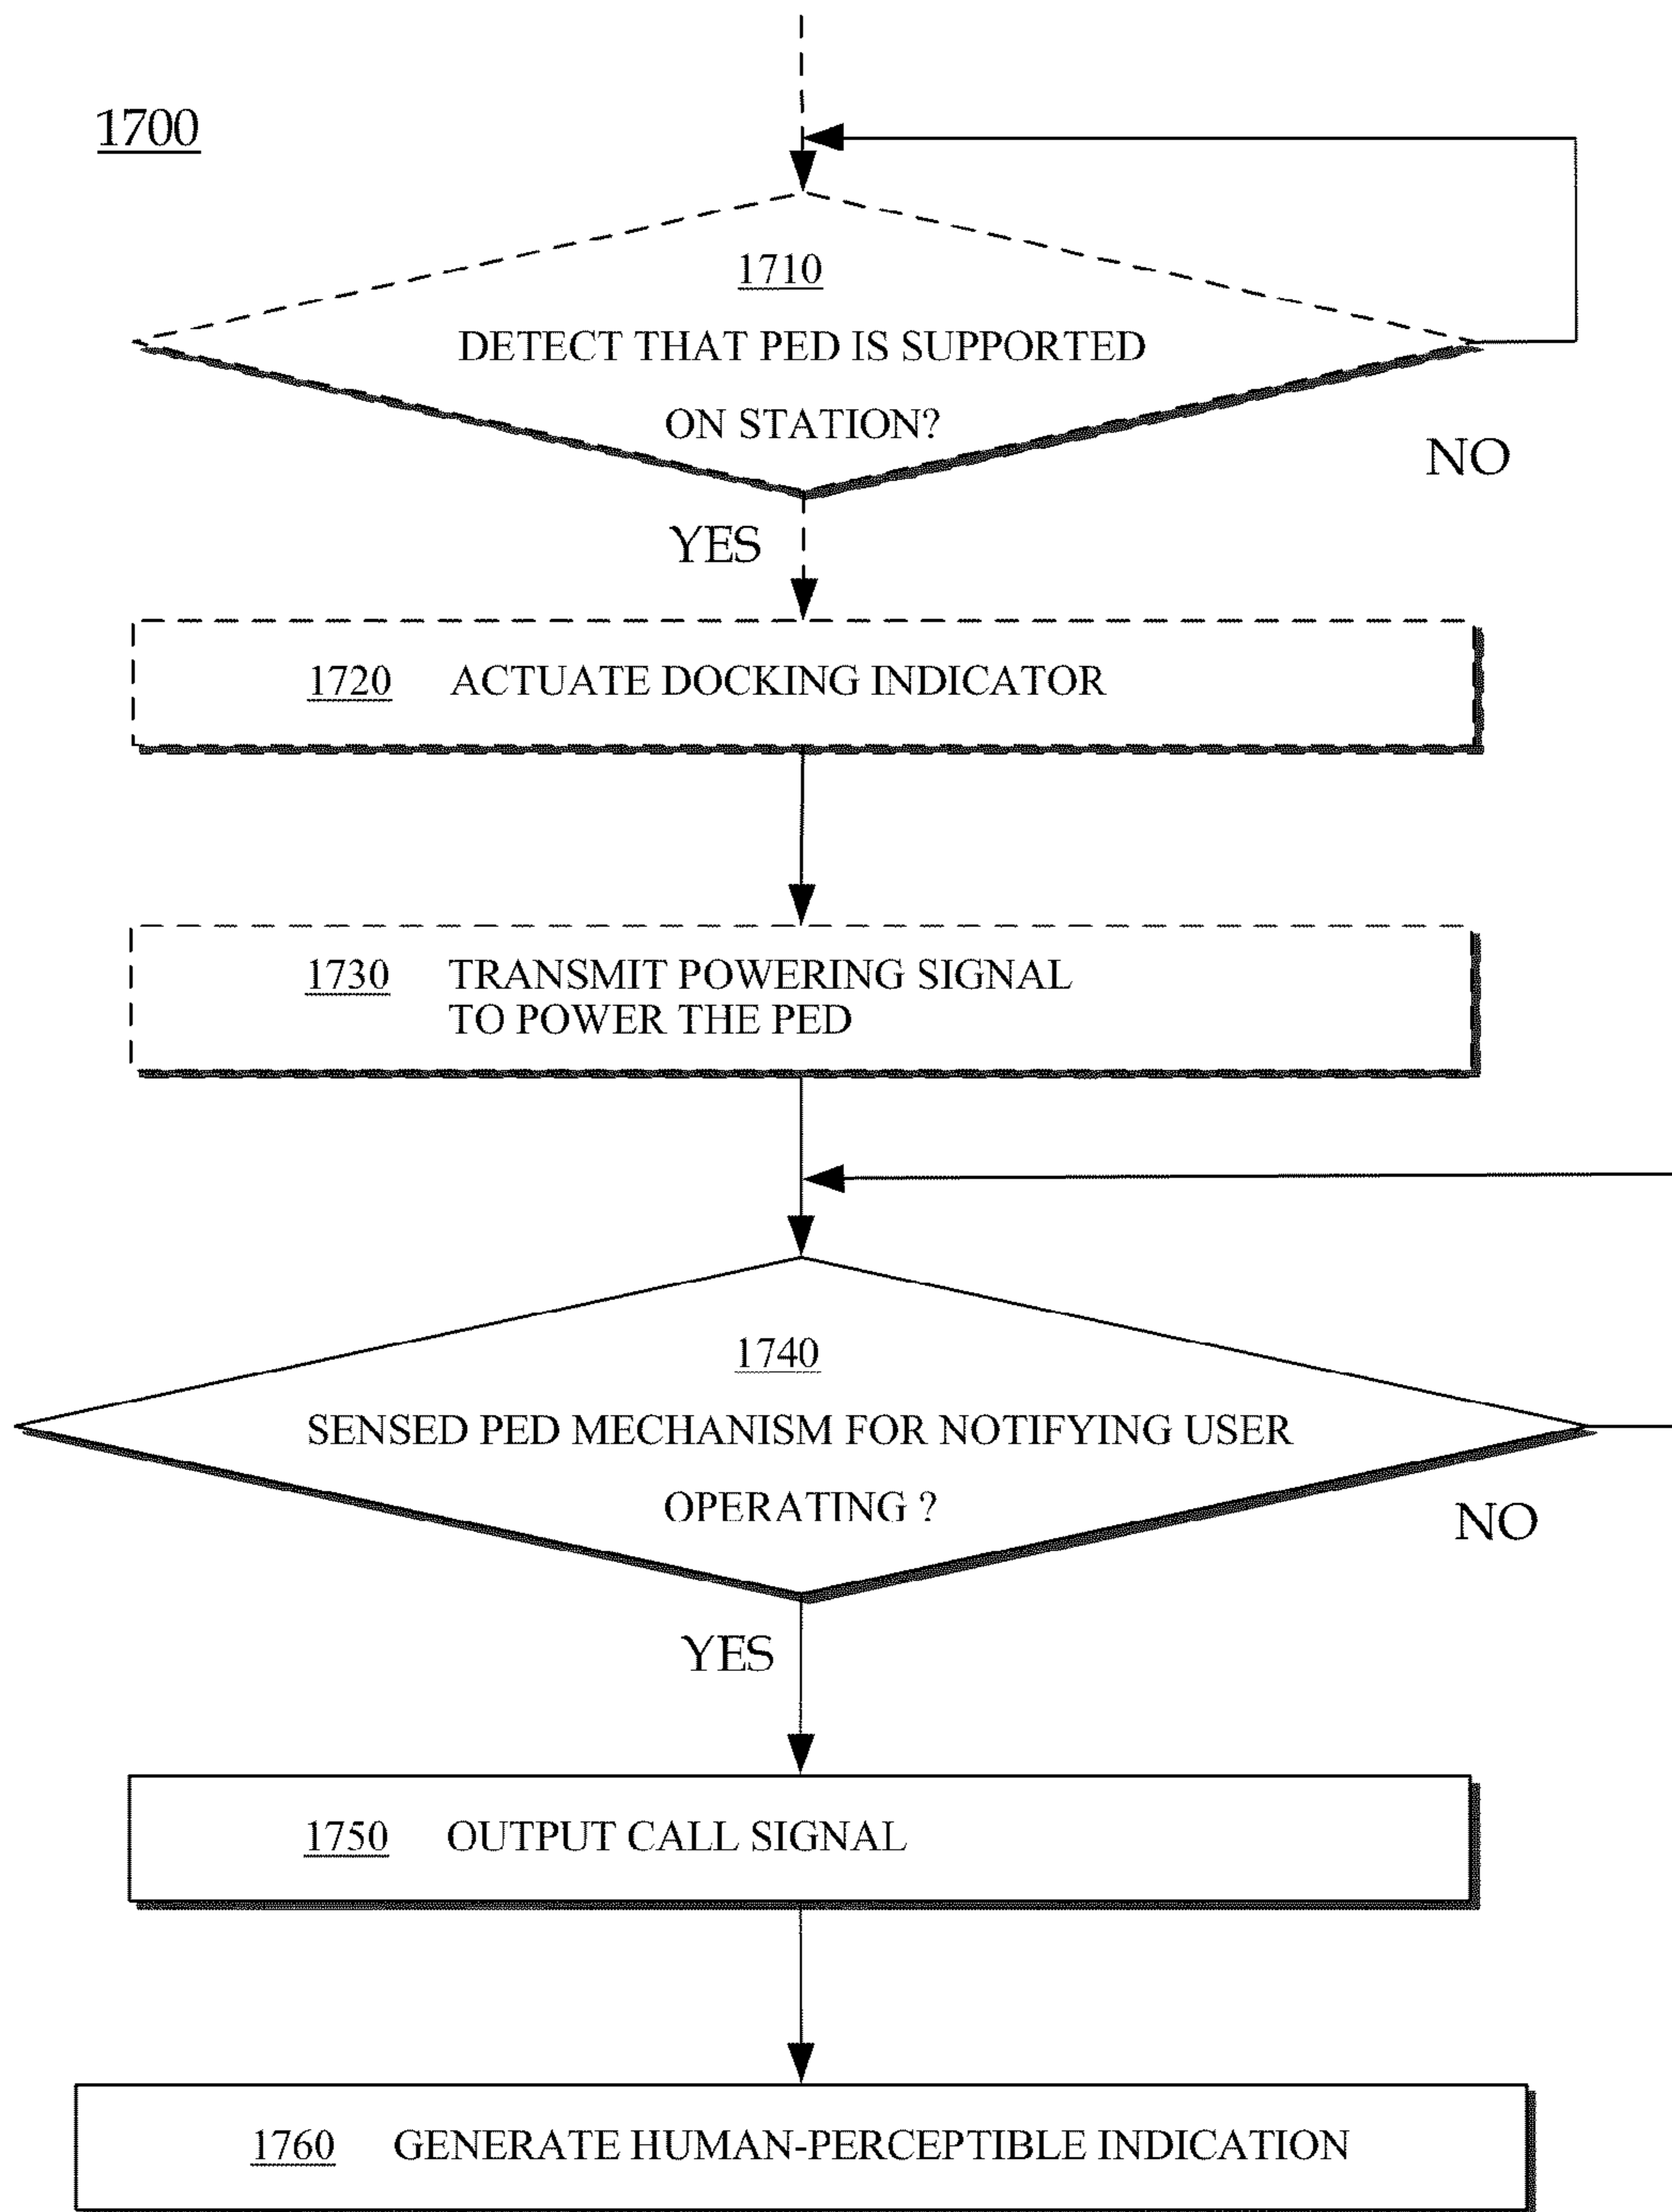 1700
1710
DETECT THAT PED IS SUPPORTED
ON STATION?
NO
YES
1720 ACTUATE DOCKING INDICATOR
1730 TRANSMIT POWERING SIGNAL
TO POWER THE PED
1740
SENSED PED MECHANISM FOR NOTIFYING USER
OPERATING ?
NO
YES
1750 OUTPUT CALL SIGNAL
1760 GENERATE HUMAN-PERCEPTIBLE INDICATION